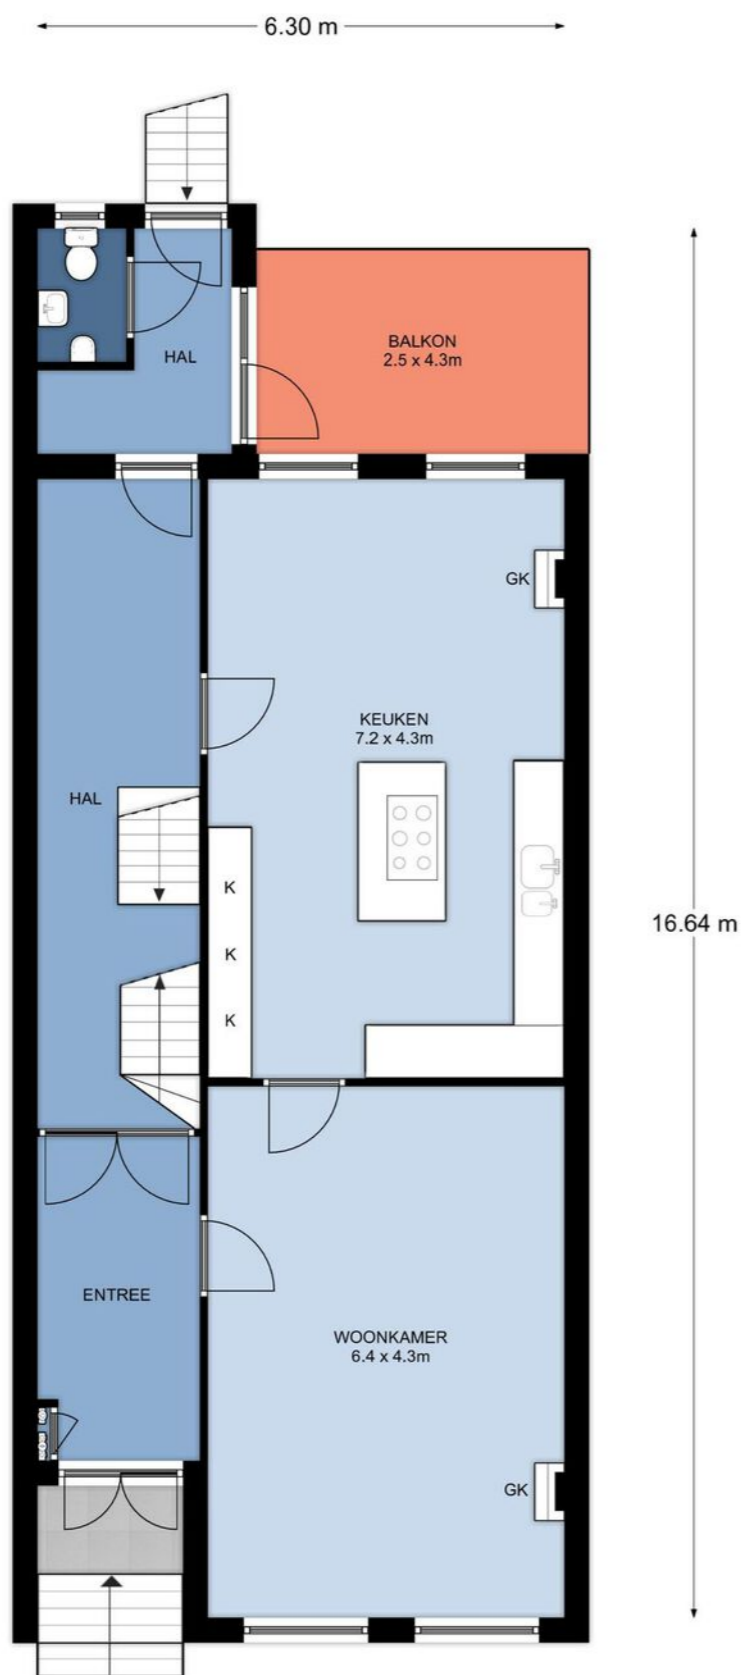 6.30 m
BALKON
2.5 x 4.3m
HAL
GK
KEUKEN
7.2 x 4.3m
HAL
K
K
K
16.64 m
ENTREE
WOONKAMER
6.4 x 4.3m
GK